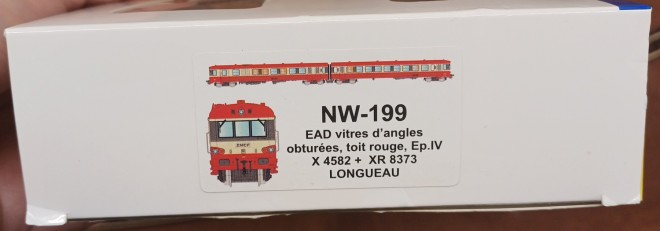 NW-199
EAD vitres d'angles
obturées, toit rouge, Ep.IV
X 4582 + XR 8373
LONGUEAU